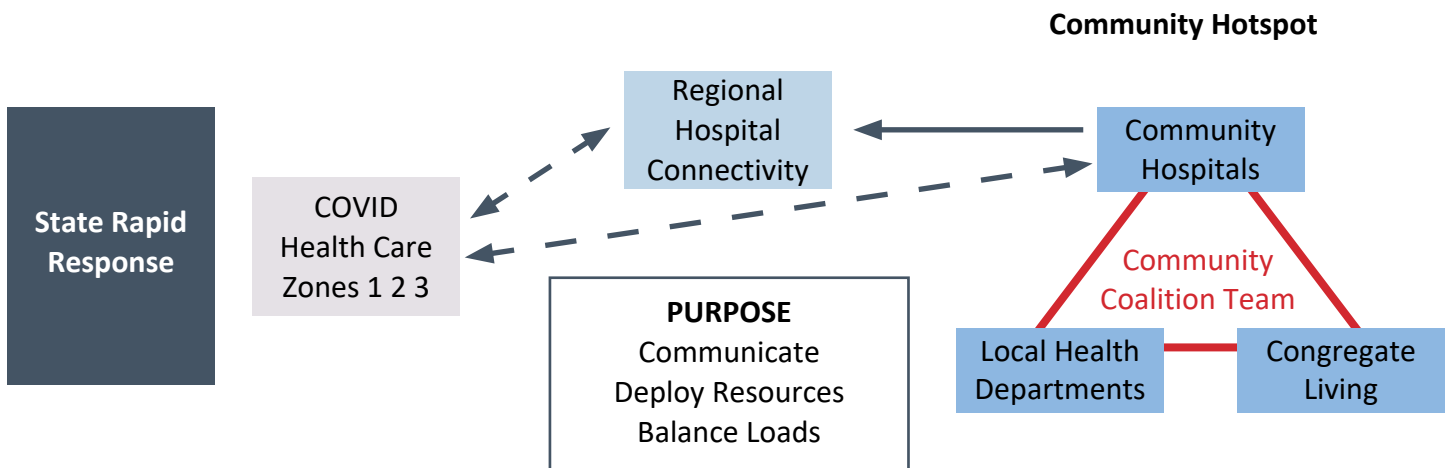 Community Hotspot
State Rapid
Response
COVID
Health Care
Zones 1 2 3
Regional
Hospital
Connectivity
PURPOSE
Communicate
Deploy Resources
Balance Loads
Community
Hospitals
Community
Coalition Team
Local Health
Departments
Congregate
Living